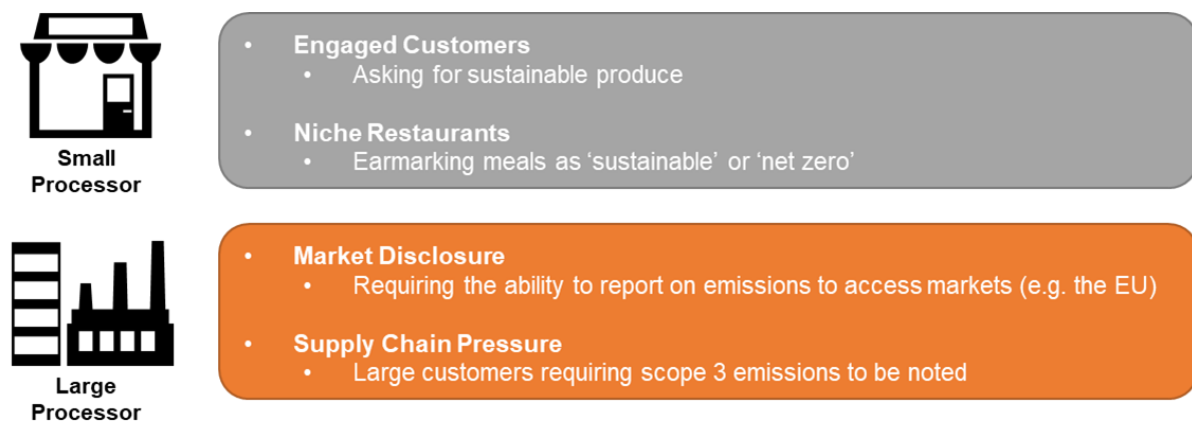 Small
Processor
• Engaged Customers
• Asking for sustainable produce
• Niche Restaurants
• Earmarking meals as ‘sustainable’ or ‘net zero’
Large
Processor
• Market Disclosure
• Requiring the ability to report on emissions to access markets (e.g. the EU)
• Supply Chain Pressure
• Large customers requiring scope 3 emissions to be noted